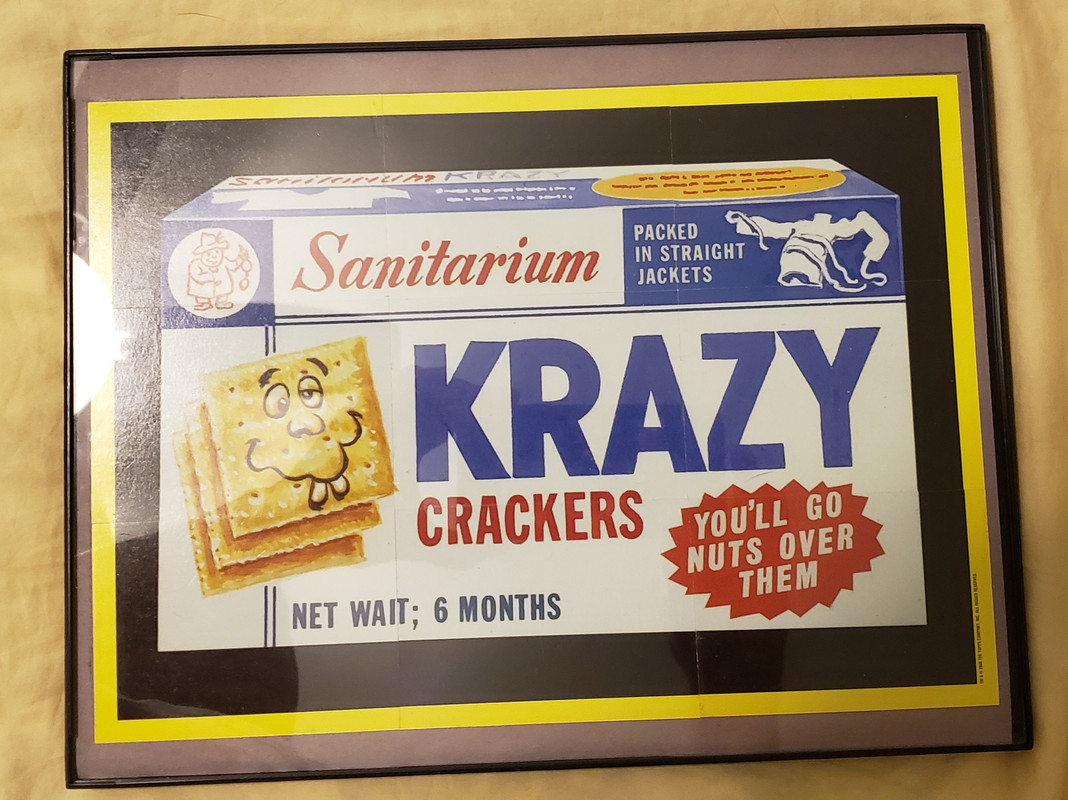 Sanitarium KRAZY
Sanitarium
PACKED
IN STRAIGHT
JACKETS
KRAZY
CRACKERS
YOU'LL GO
NUTS OVER
THEM
NET WAIT; 6 MONTHS